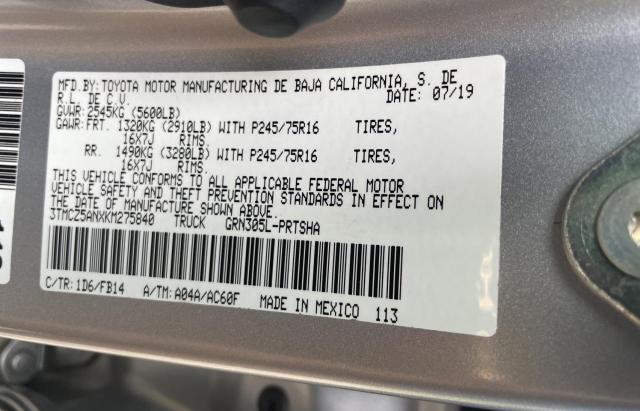 MFD.BY:TOYOTA MOTOR MANUFACTURING DE BAJA CALIFORNIA, S. DE
R.L. DE C.V. DATE: 07/19
GVWR:2545KG (5600LB)
GAWR:FRT. 1320KG (2910LB) WITH P245/75R16 TIRES,
16X7J RIMS.
RR. 1490KG (3280LB) WITH P245/75R16 TIRES,
16X7J RIMS.
THIS VEHICLE CONFORMS TO ALL APPLICABLE FEDERAL MOTOR
VEHICLE SAFETY AND THEFT PREVENTION STANDARDS IN EFFECT ON
THE DATE OF MANUFACTURE SHOWN ABOVE.
3TMCZ5ANXKM275840 TRUCK GRN305L-PRTSHA
C/TR:1D6/FB14 A/TM:A04A/AC60F MADE IN MEXICO 113